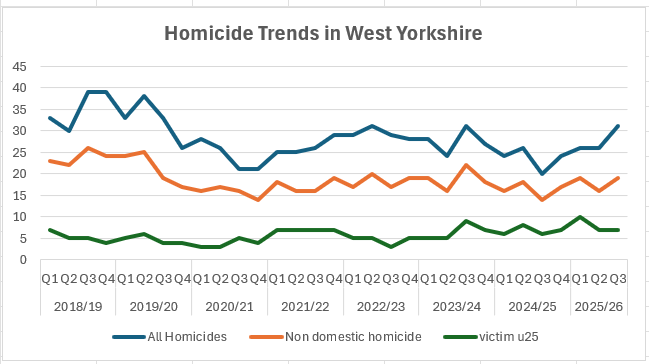 Homicide Trends in West Yorkshire
45
40
35
30
25
20
15
10
5
0
Q1 Q2 Q3 Q4 Q1 Q2 Q3 Q4 Q1 Q2 Q3 Q4 Q1 Q2 Q3 Q4 Q1 Q2 Q3 Q4 Q1 Q2 Q3 Q4 Q1 Q2 Q3 Q4 Q1 Q2 Q3
2018/19 2019/20 2020/21 2021/22 2022/23 2023/24 2024/25 2025/26
All Homicides Non domestic homicide victim u25